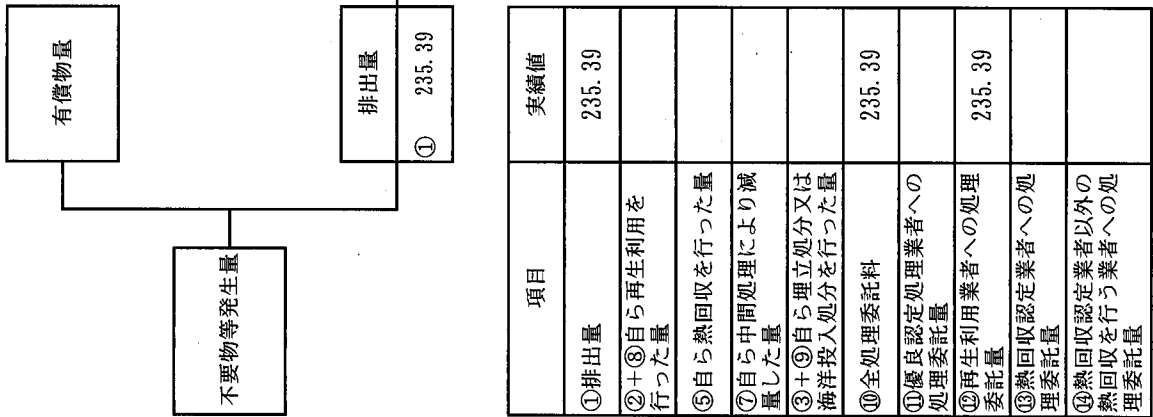 有償物量
不要物等発生量
排出量
① 235.39
項目
実績値
①排出量
235.39
②+⑧自ら再生利用を
行った量
⑤自ら熱回収を行った量
⑦自ら中間処理により減
量した量
③+⑨自ら埋立処分又は
海洋投入処分を行った量
⑩全処理委託料
235.39
⑪優良認定処理業者への
処理委託量
⑫再生利用業者への処理
委託量
235.39
⑬熱回収認定業者への処
理委託量
⑭熱回収認定業者以外の
熱回収を行う業者への処
理委託量